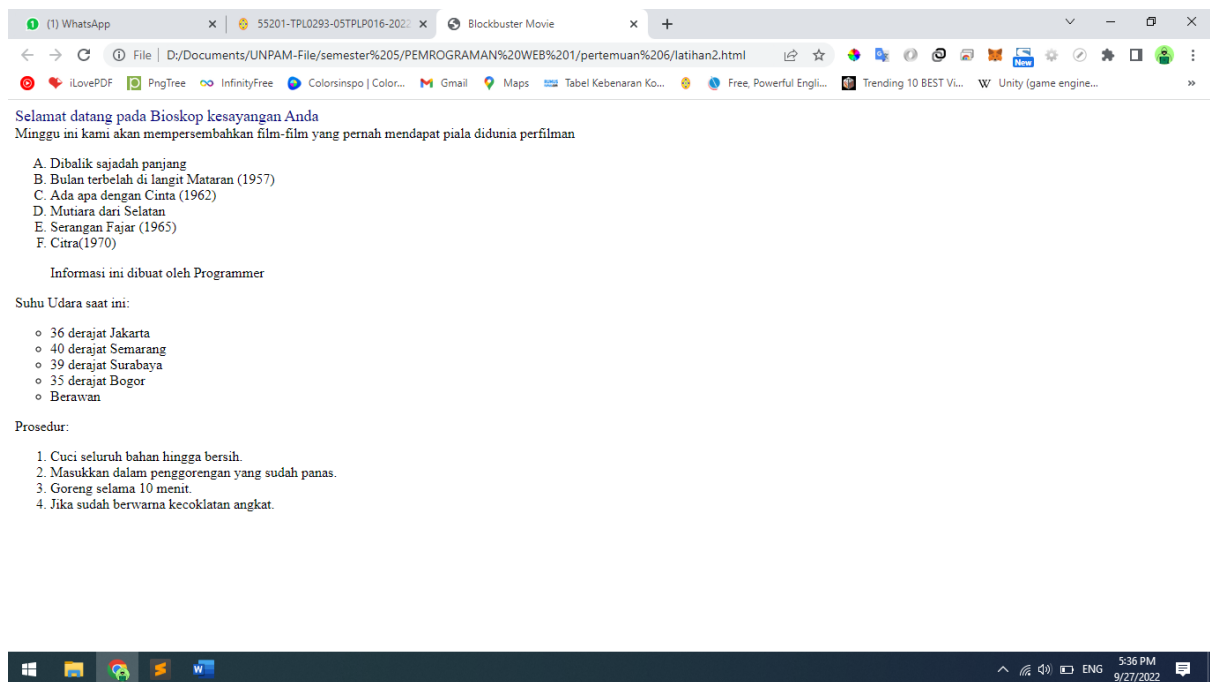 (1) WhatsApp
55201-TPL0293-05TPLP016-2022
Blockbuster Movie
File | D:/Documents/UNPAM-File/semester%205/PEMROGRAMAN%20WEB%201/pertemuan%206/latihan2.html
New
iLovePDF PngTree InfinityFree Colorsinspo | Color... Gmail Maps Tabel Kebenaran Ko... Free, Powerful Engli... Trending 10 BEST Vi... W Unity (game engine... »
Selamat datang pada Bioskop kesayangan Anda
Minggu ini kami akan mempersembahkan film-film yang pernah mendapat piala didunia perfilman
A. Dibalik sajadah panjang
B. Bulan terbelah di langit Mataran (1957)
C. Ada apa dengan Cinta (1962)
D. Mutiara dari Selatan
E. Serangan Fajar (1965)
F. Citra(1970)
Informasi ini dibuat oleh Programmer
Suhu Udara saat ini:
36 derajat Jakarta
40 derajat Semarang
39 derajat Surabaya
35 derajat Bogor
Berawan
Prosedur:
1. Cuci seluruh bahan hingga bersih.
2. Masukkan dalam penggorengan yang sudah panas.
3. Goreng selama 10 menit.
4. Jika sudah berwarna kecoklatan angkat.
ENG
5:36 PM
9/27/2022